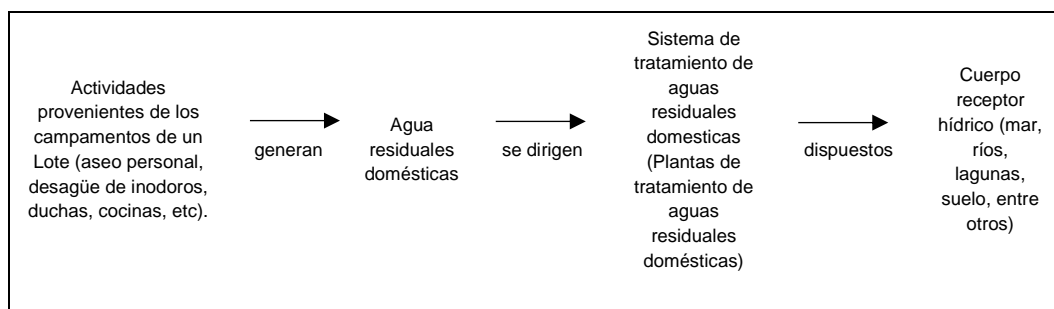 Actividades
provenientes de los
campamentos de un
Lote (aseo personal,
desagüe de inodoros,
duchas, cocinas, etc).
generan
Agua
residuales
domésticas
se dirigen
Sistema de
tratamiento de
aguas
residuales
domesticas
(Plantas de
tratamiento de
aguas
residuales
domésticas)
dispuestos
Cuerpo
receptor
hídrico (mar,
ríos,
lagunas,
suelo, entre
otros)